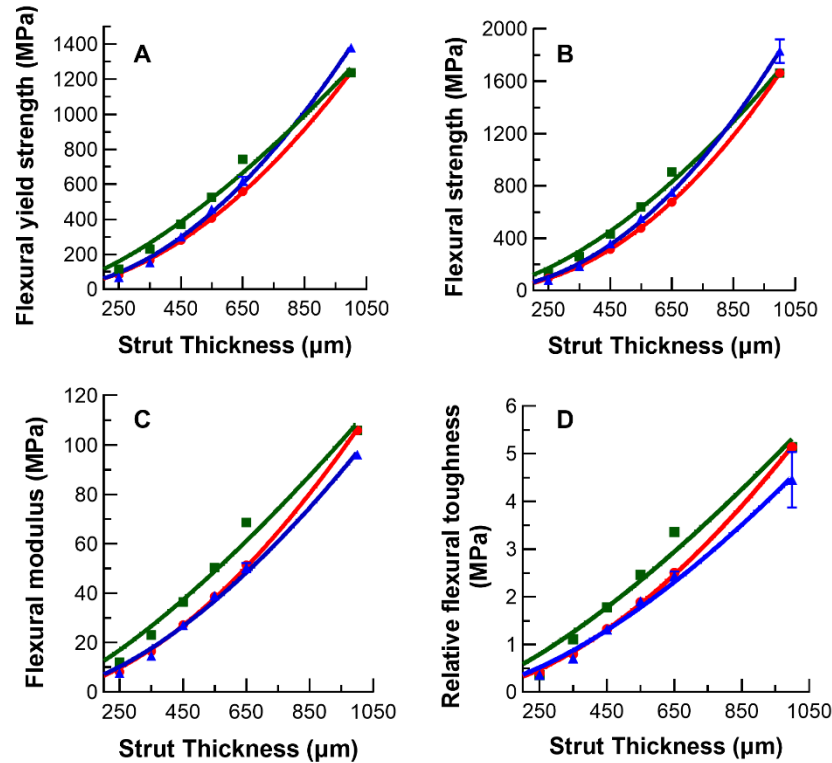 A
Flexural yield strength (MPa)
1400
1200
1000
800
600
400
200
0
250 450 650 850 1050
Strut Thickness (µm)
B
Flexural strength (MPa)
2000
1600
1200
800
400
0
250 450 650 850 1050
Strut Thickness (µm)
C
Flexural modulus (MPa)
120
100
80
60
40
20
0
250 450 650 850 1050
Strut Thickness (µm)
D
Relative flexural toughness
(MPa)
6
5
4
3
2
1
0
250 450 650 850 1050
Strut Thickness (µm)